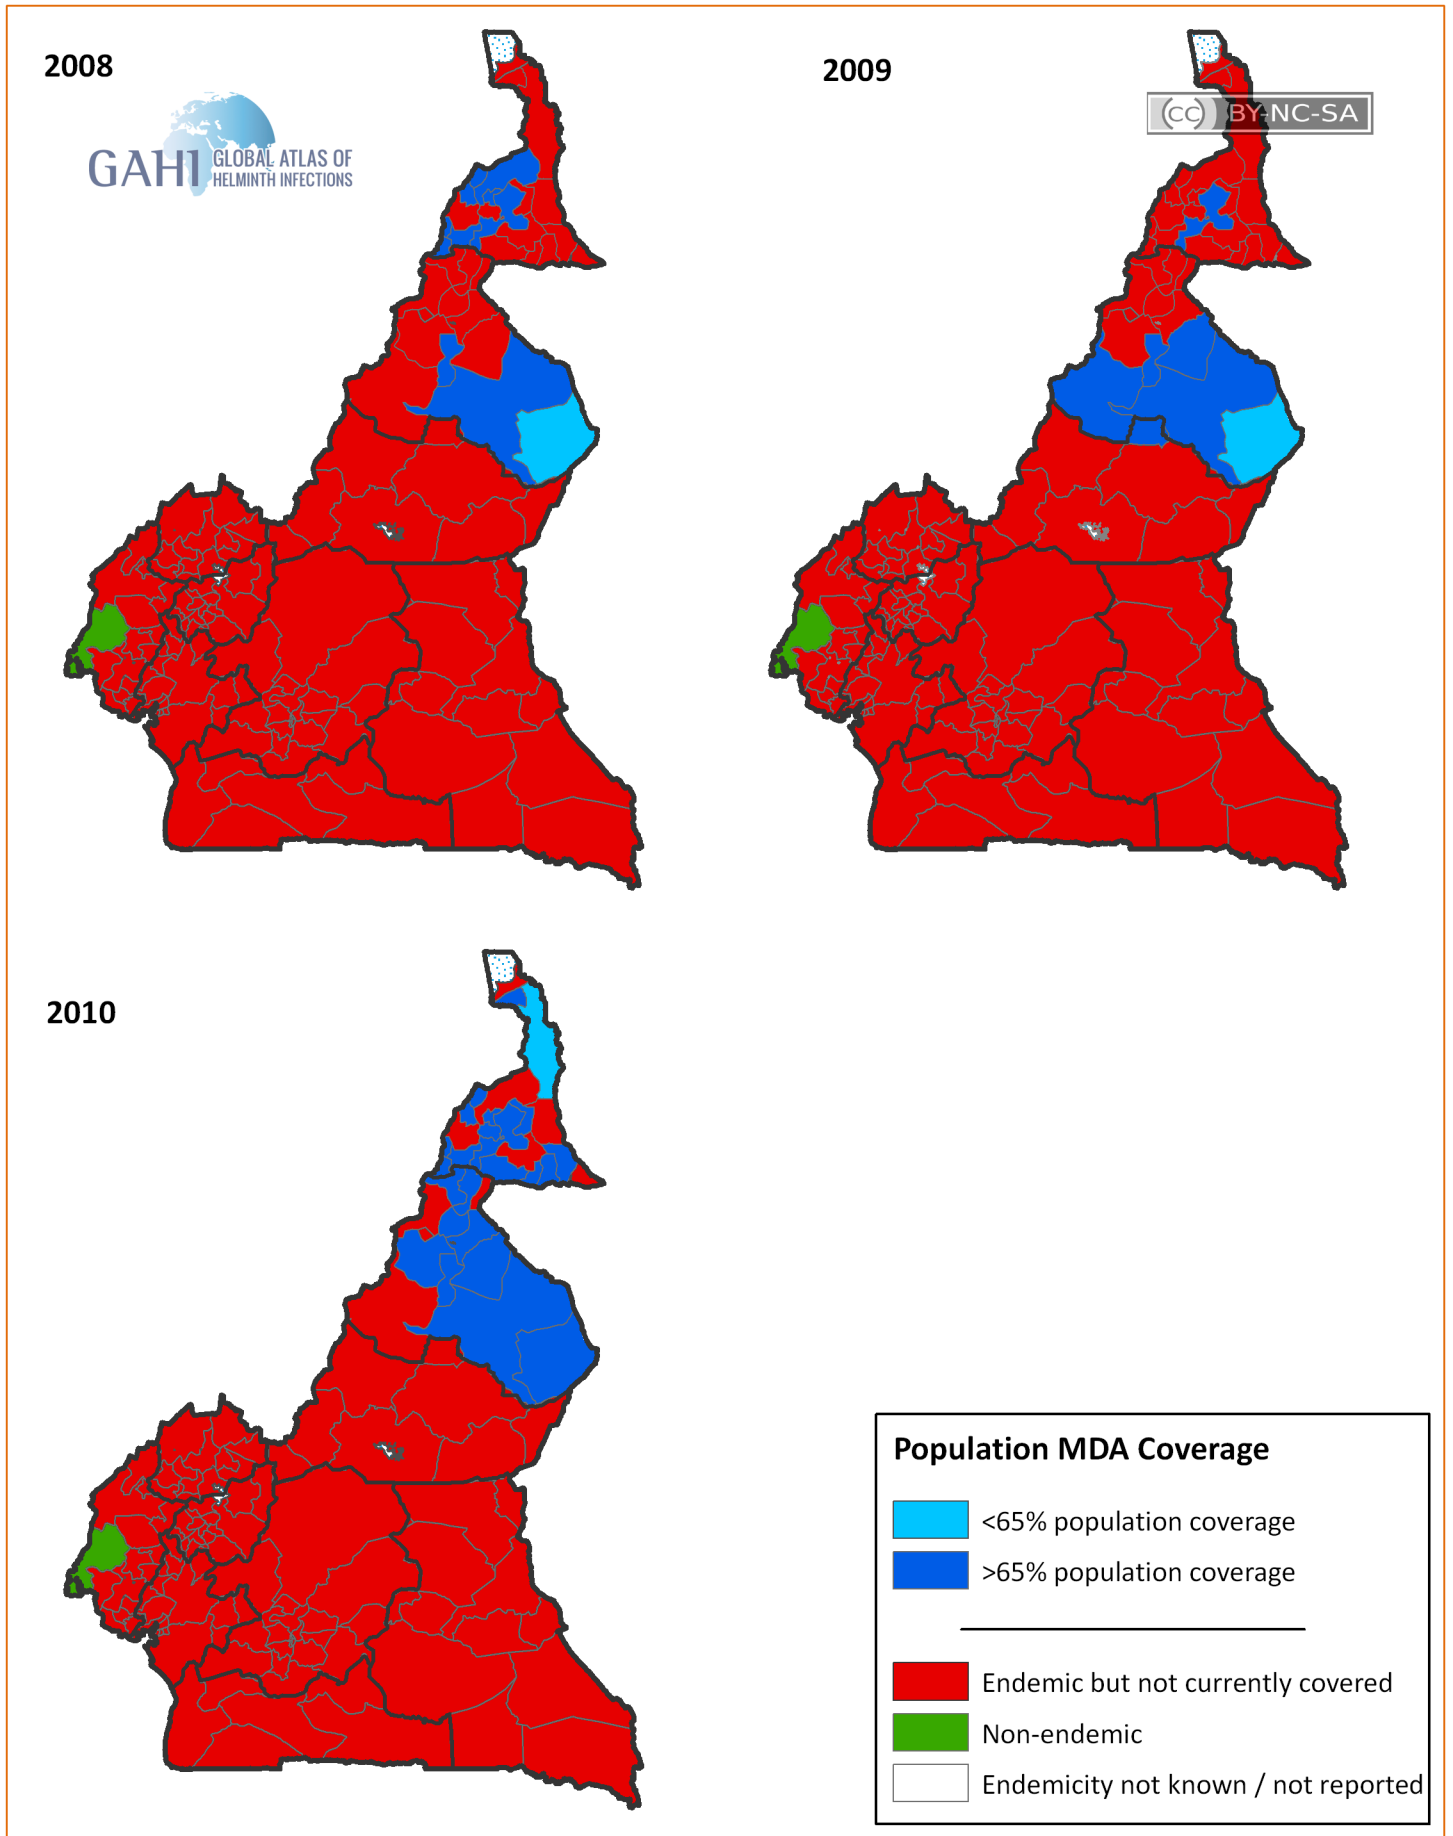 2008
GAHI GLOBAL ATLAS OF
HELMINTH INFECTIONS
2009
(cc) BY-NC-SA
2010
Population MDA Coverage
<65% population coverage
>65% population coverage
Endemic but not currently covered
Non-endemic
Endemicity not known / not reported